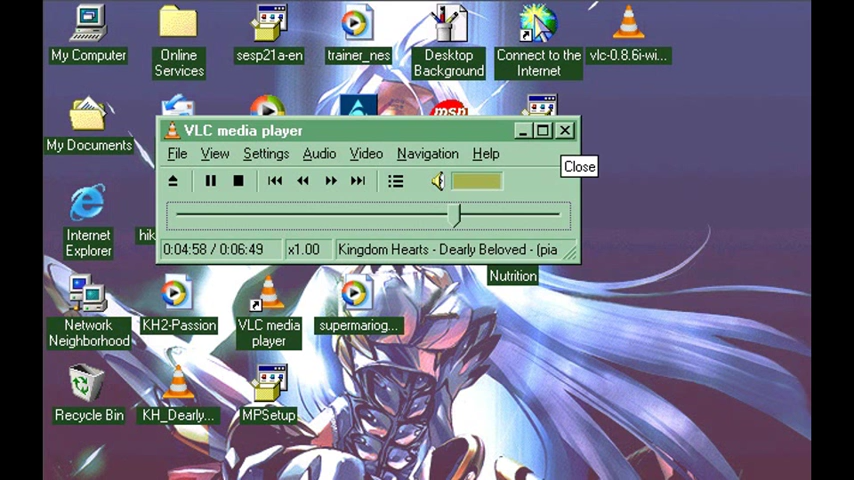 My Computer
Online
Services
sesp21a-en
trainer_nes
Desktop
Background
Connect to the
Internet
vlc-0.8.6i-wi...
My Documents
msn
VLC media player
File View Settings Audio Video Navigation Help
Close
0:04:58 / 0:06:49 x1.00 Kingdom Hearts - Dearly Beloved - (pia
Internet
Explorer
hik
Nutrition
Network
Neighborhood
KH2-Passion
VLC media
player
supermariog...
Recycle Bin
KH_Dearly...
MPSetup